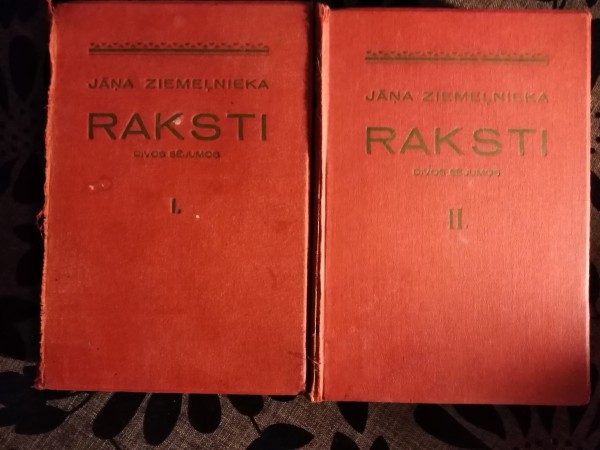 JĀŅA ZIEMEĻNIEKA
RAKSTI
DIVOS SĒJUMOS
I.
JĀŅA ZIEMEĻNIEKA
RAKSTI
DIVOS SĒJUMOS
II.